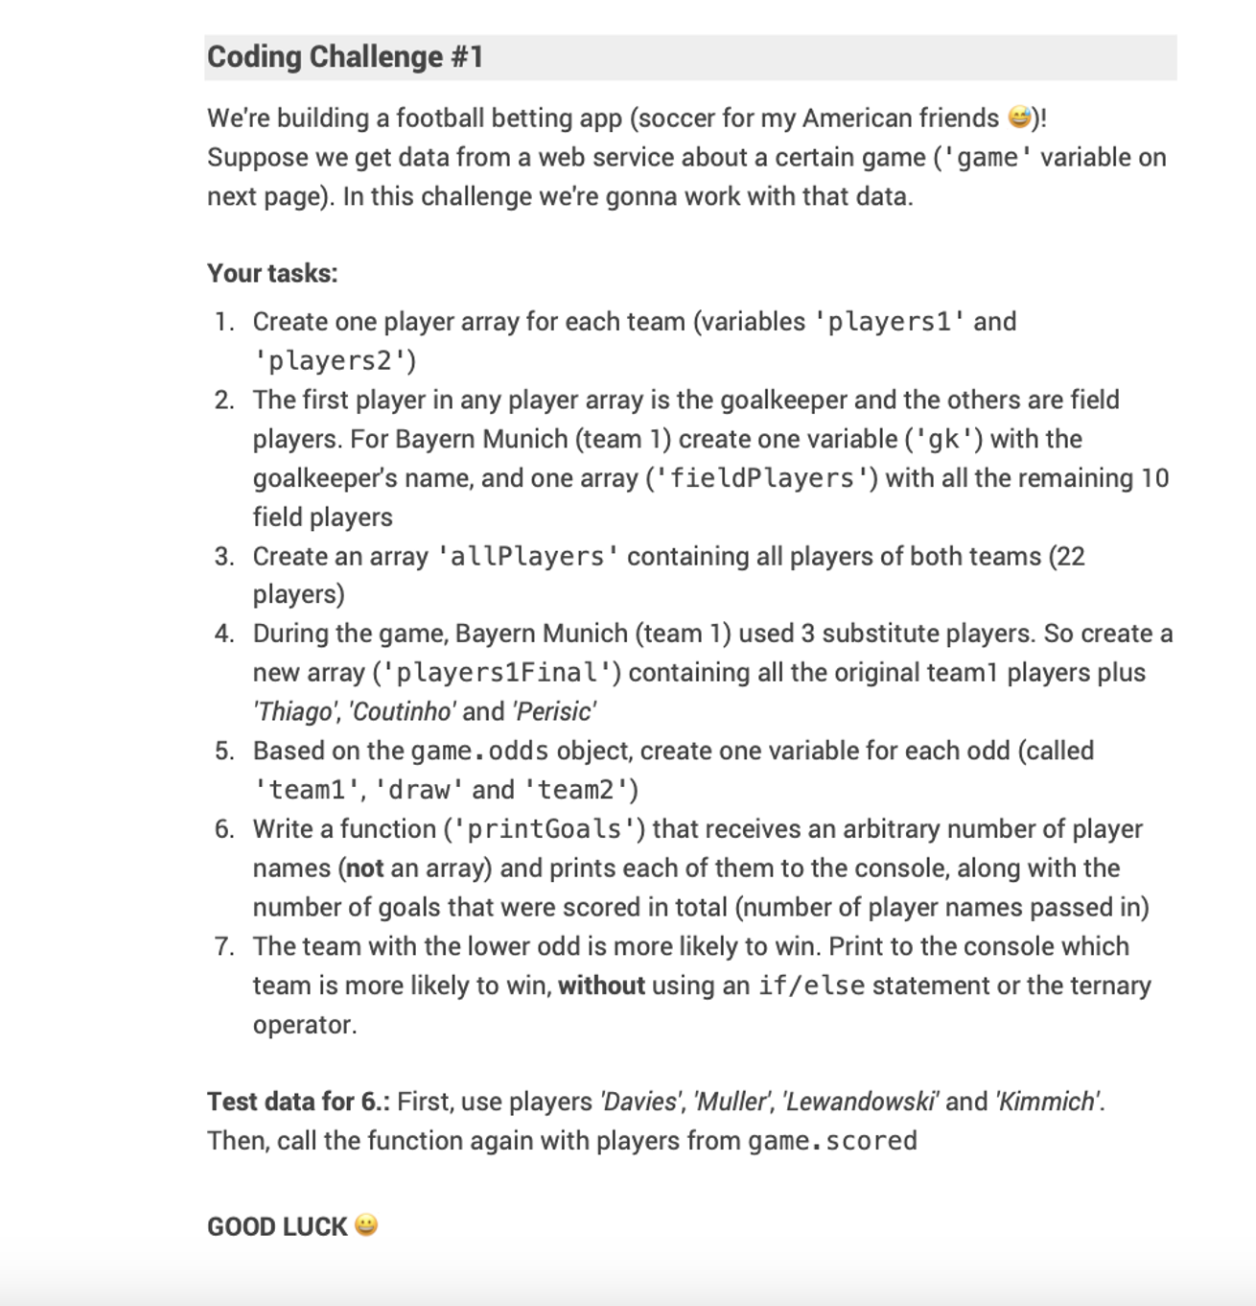 Coding Challenge #1
We're building a football betting app (soccer for my American friends 😅)!
Suppose we get data from a web service about a certain game ('game' variable on
next page). In this challenge we're gonna work with that data.
Your tasks:
1. Create one player array for each team (variables 'players1' and
'players2')
2. The first player in any player array is the goalkeeper and the others are field
players. For Bayern Munich (team 1) create one variable ('gk') with the
goalkeeper's name, and one array ('fieldPlayers') with all the remaining 10
field players
3. Create an array 'allPlayers' containing all players of both teams (22
players)
4. During the game, Bayern Munich (team 1) used 3 substitute players. So create a
new array ('players1Final') containing all the original team1 players plus
'Thiago', 'Coutinho' and 'Perisic'
5. Based on the game.odds object, create one variable for each odd (called
'team1', 'draw' and 'team2')
6. Write a function ('printGoals') that receives an arbitrary number of player
names (not an array) and prints each of them to the console, along with the
number of goals that were scored in total (number of player names passed in)
7. The team with the lower odd is more likely to win. Print to the console which
team is more likely to win, without using an if/else statement or the ternary
operator.
Test data for 6.: First, use players 'Davies', 'Muller', 'Lewandowski' and 'Kimmich'.
Then, call the function again with players from game.scored
GOOD LUCK 😀